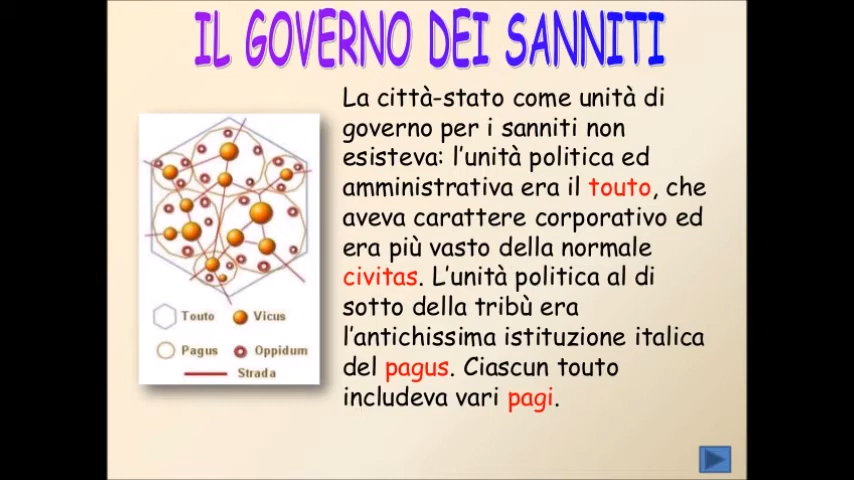 IL GOVERNO DEI SANNITI
La città-stato come unità di
governo per i sanniti non
esisteva: l'unità politica ed
amministrativa era il touto, che
aveva carattere corporativo ed
era più vasto della normale
civitas. L'unità politica al di
sotto della tribù era
l'antichissima istituzione italica
del pagus. Ciascun touto
includeva vari pagi.
Touto
Vicus
Pagus
Oppidum
Strada